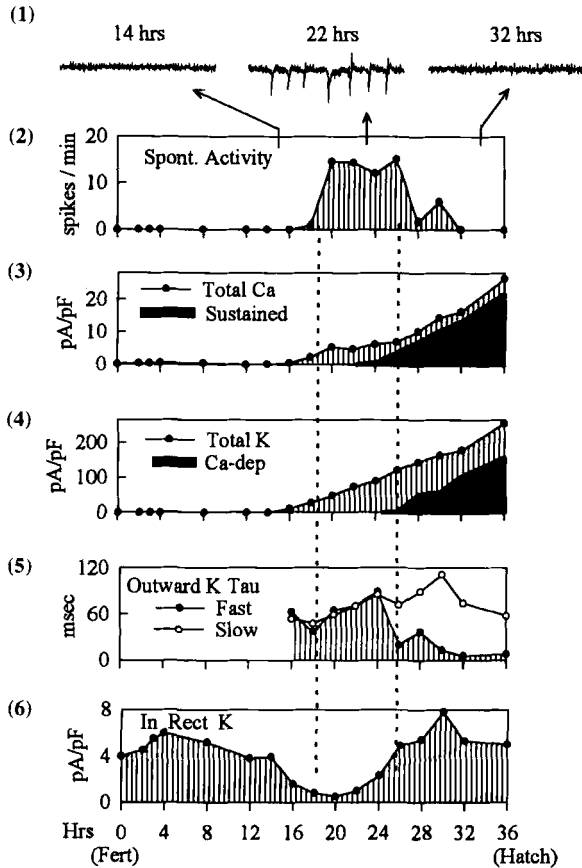 (1)
14 hrs 22 hrs 32 hrs
(2)
20
10
0
spikes / min
Spont. Activity
(3)
20
10
0
pA/pF
Total Ca
Sustained
(4)
200
100
0
pA/pF
Total K
Ca-dep
(5)
120
60
0
msec
Outward K Tau
Fast
Slow
(6)
8
4
0
pA/pF
In Rect K
Hrs 0 4 8 12 16 20 24 28 32 36
(Fert) (Hatch)